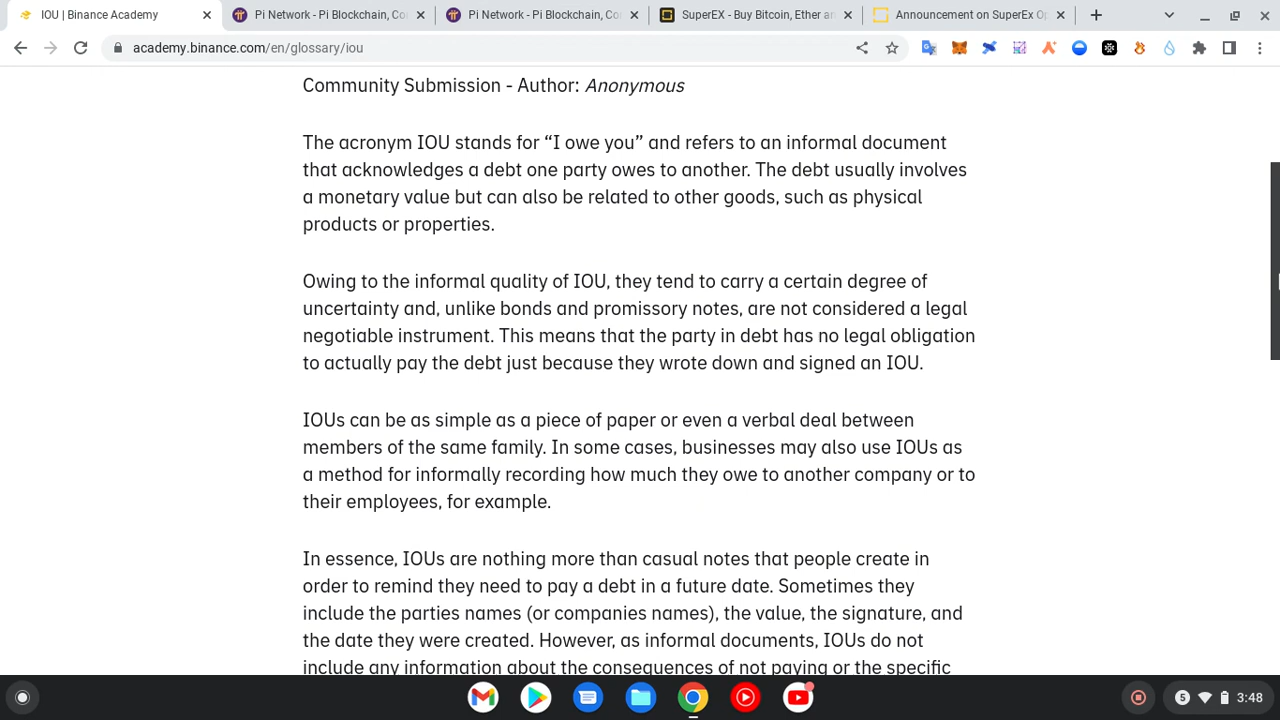 IOU | Binance Academy
Pi Network - Pi Blockchain, Co
Pi Network - Pi Blockchain, Co
SuperEX - Buy Bitcoin, Ether an
Announcement on SuperEx Op
academy.binance.com/en/glossary/iou
Community Submission - Author: Anonymous
The acronym IOU stands for “I owe you” and refers to an informal document
that acknowledges a debt one party owes to another. The debt usually involves
a monetary value but can also be related to other goods, such as physical
products or properties.
Owing to the informal quality of IOU, they tend to carry a certain degree of
uncertainty and, unlike bonds and promissory notes, are not considered a legal
negotiable instrument. This means that the party in debt has no legal obligation
to actually pay the debt just because they wrote down and signed an IOU.
IOUs can be as simple as a piece of paper or even a verbal deal between
members of the same family. In some cases, businesses may also use IOUs as
a method for informally recording how much they owe to another company or to
their employees, for example.
In essence, IOUs are nothing more than casual notes that people create in
order to remind they need to pay a debt in a future date. Sometimes they
include the parties names (or companies names), the value, the signature, and
the date they were created. However, as informal documents, IOUs do not
include any information about the consequences of not paying or the specific
5 3:48